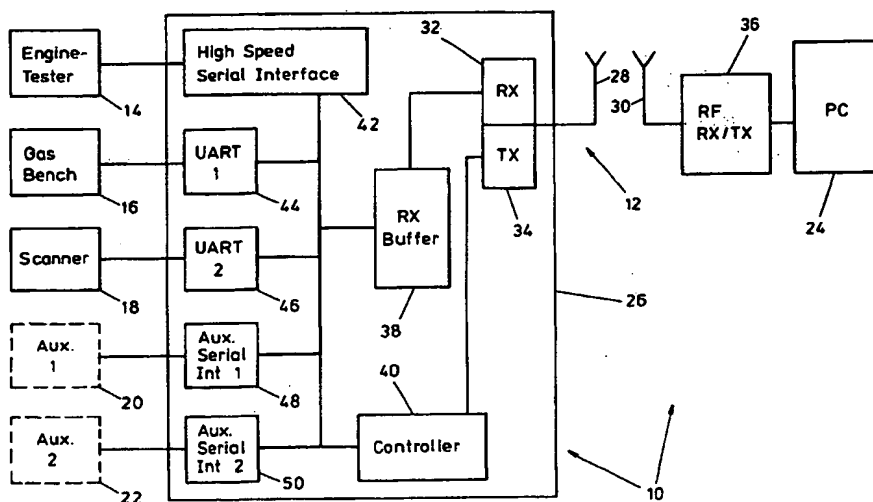 Engine-
Tester
14
High Speed
Serial Interface
42
32
RX
TX
34
28
30
12
36
RF
RX/TX
PC
24
Gas
Bench
16
UART
1
44
RX
Buffer
38
26
Scanner
18
UART
2
46
Aux.
1
20
Aux.
Serial
Int 1
48
40
Controller
Aux.
2
22
Aux.
Serial
Int 2
50
10